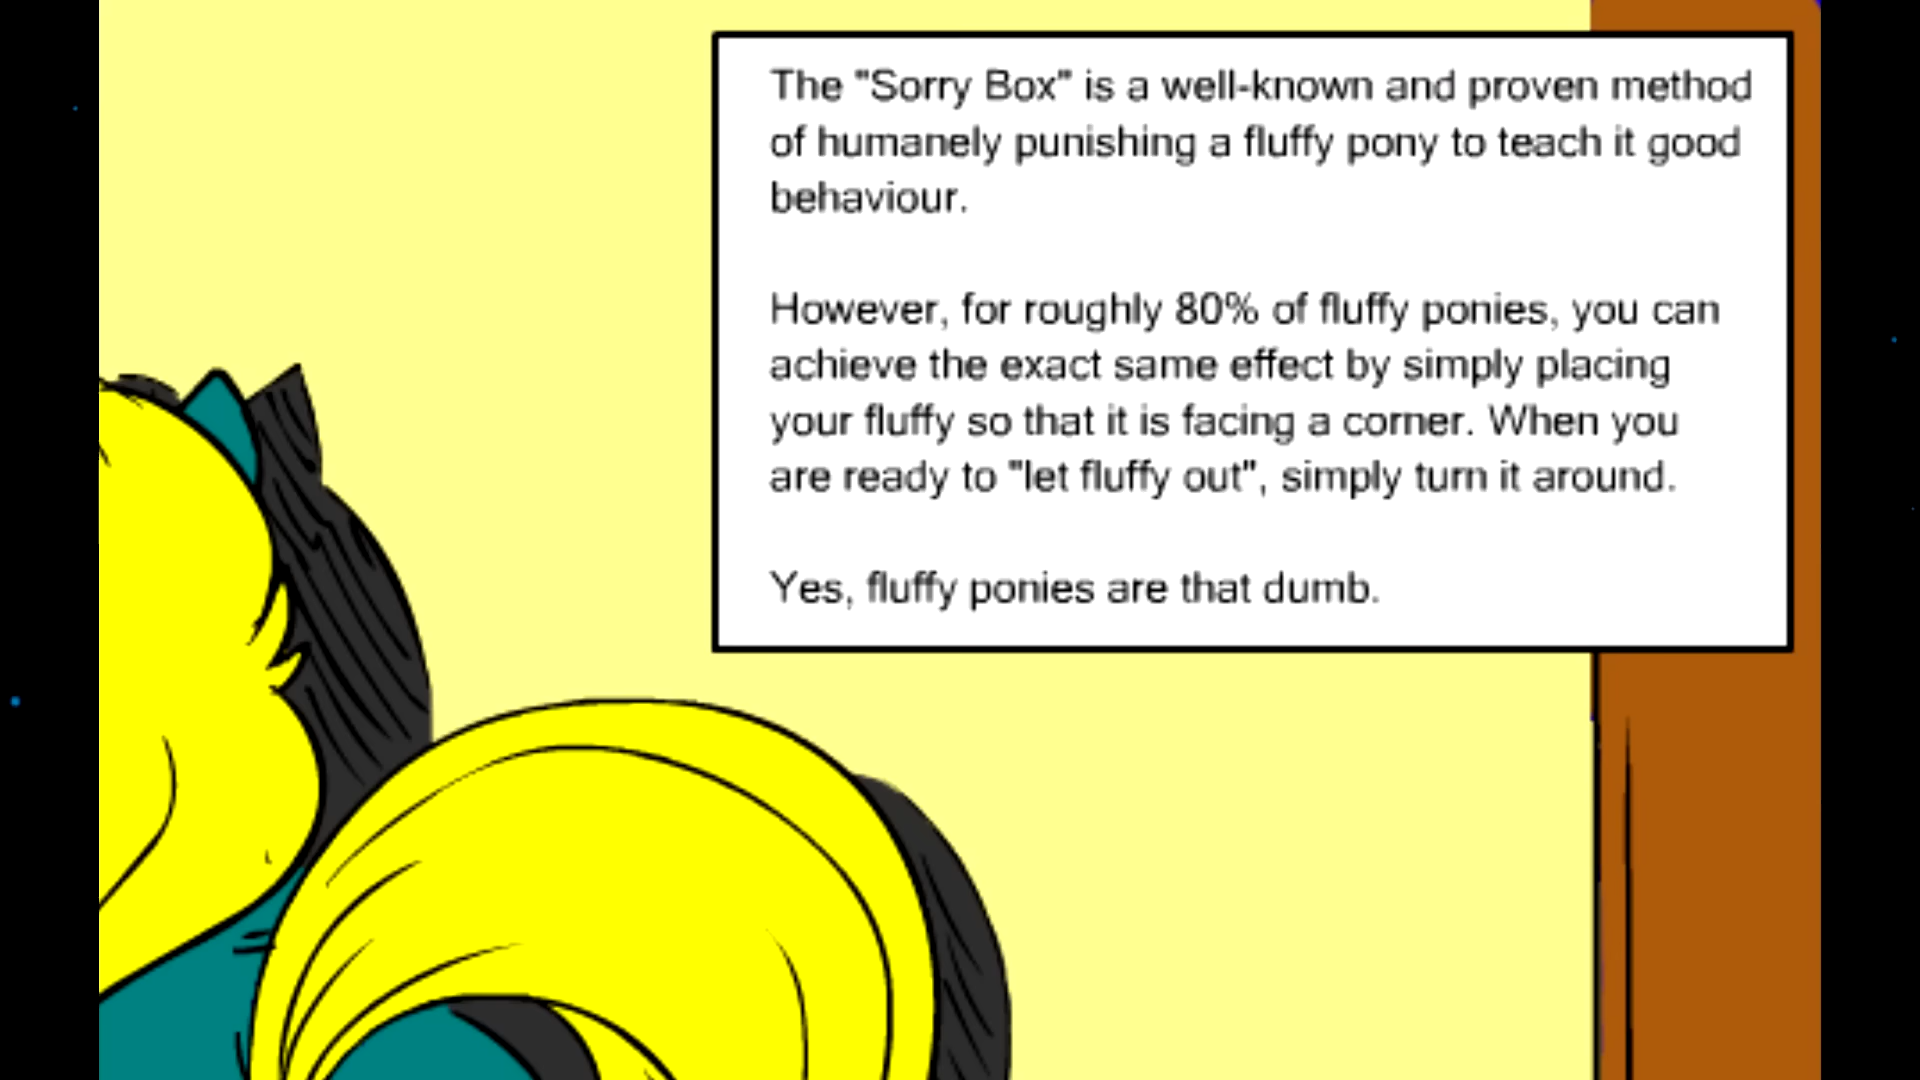 The "Sorry Box" is a well-known and proven method
of humanely punishing a fluffy pony to teach it good
behaviour.
However, for roughly 80% of fluffy ponies, you can
achieve the exact same effect by simply placing
your fluffy so that it is facing a corner. When you
are ready to "let fluffy out", simply turn it around.
Yes, fluffy ponies are that dumb.